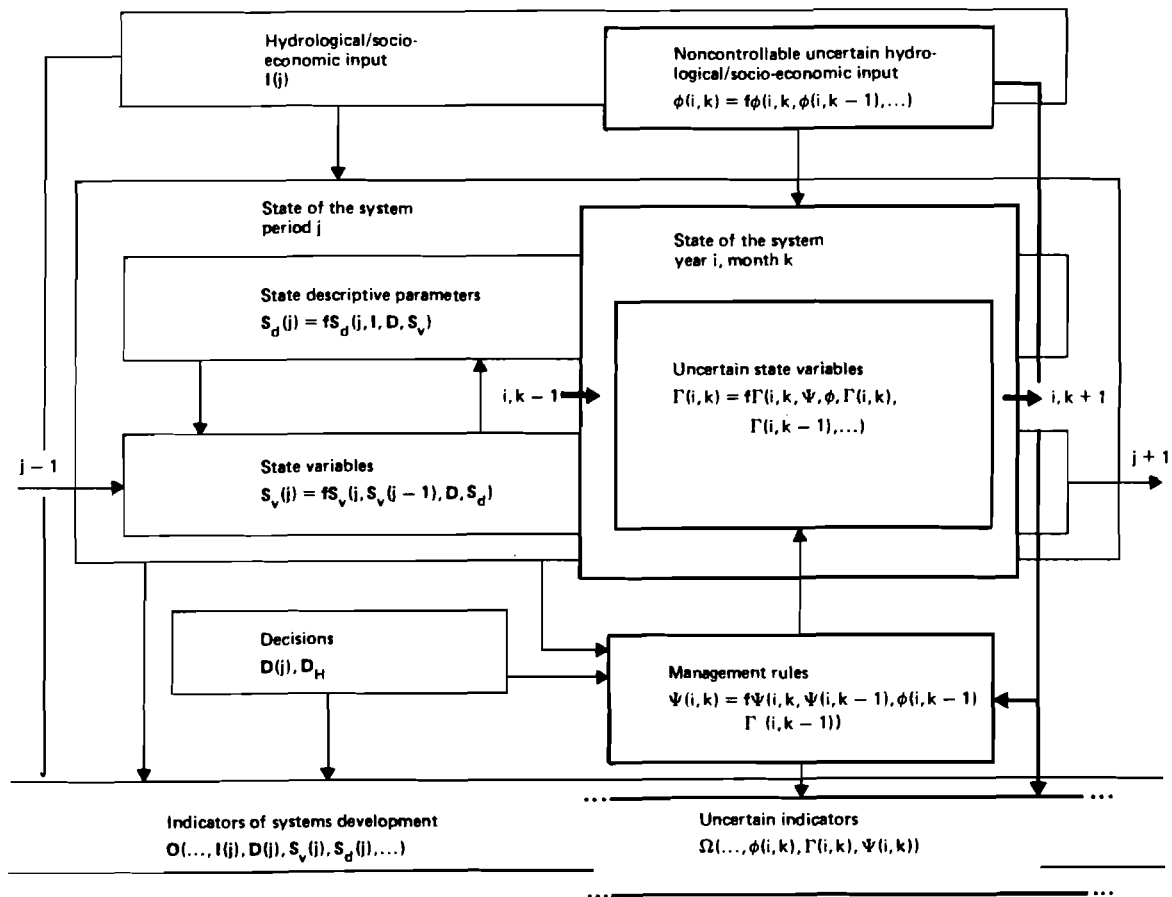 Hydrological/socio-
economic input
I(j)
Noncontrollable uncertain hydro-
logical/socio-economic input
ϕ(i,k) = fϕ(i,k,ϕ(i,k − 1),...)
State of the system
period j
State of the system
year i, month k
State descriptive parameters
S_d(j) = fS_d(j, I, D, S_v)
Uncertain state variables
Γ(i,k) = fΓ(i,k, Ψ, ϕ, Γ(i,k),
Γ(i,k − 1),...)
i, k − 1
i, k + 1
j − 1
State variables
S_v(j) = fS_v(j, S_v(j − 1), D, S_d)
j + 1
Decisions
D(j), D_H
Management rules
Ψ(i,k) = fΨ(i,k, Ψ(i,k − 1), ϕ(i,k − 1)
Γ (i,k − 1))
Indicators of systems development
O(..., I(j), D(j), S_v(j), S_d(j),...)
...
...
Uncertain indicators
Ω(..., ϕ(i,k), Γ(i,k), Ψ(i,k))
...
...